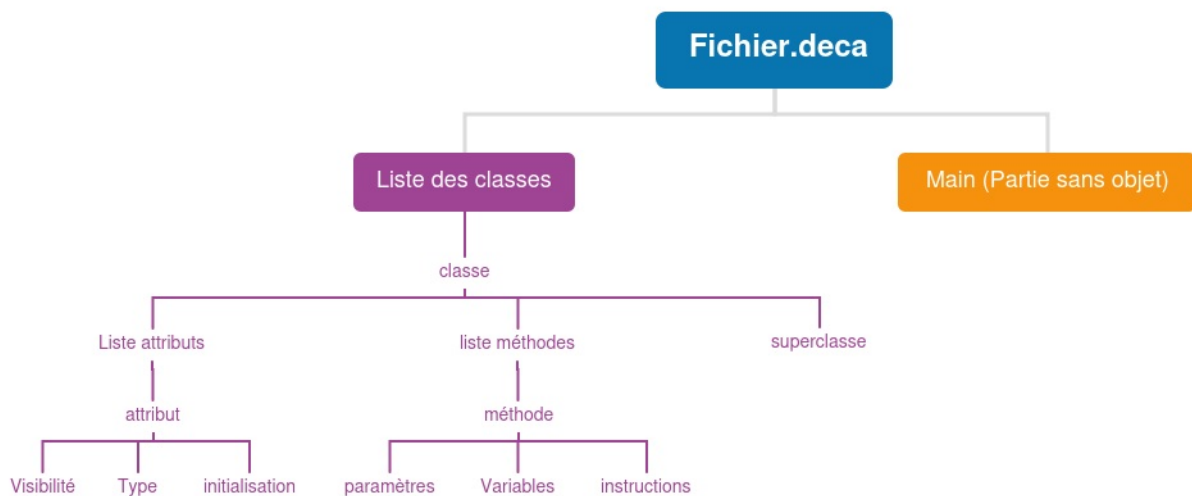 Fichier.deca
Liste des classes
Main (Partie sans objet)
classe
Liste attributs
liste méthodes
superclasse
attribut
méthode
Visibilité
Type
initialisation
paramètres
Variables
instructions